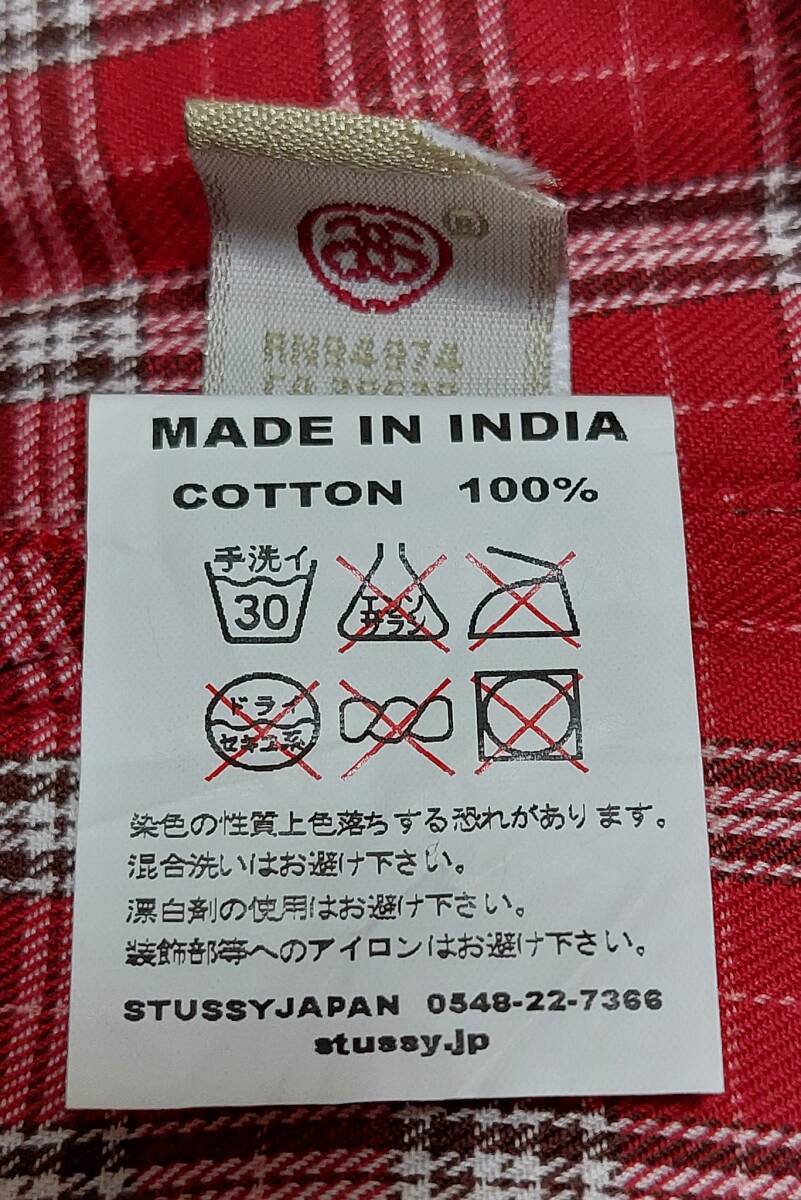 ®
RN94974
MADE IN INDIA
COTTON 100%
手洗イ
30
エンソ
サラシ
ドライ
セキユ系
染色の性質上色落ちする恐れがあります。
混合洗いはお避け下さい。
漂白剤の使用はお避け下さい。
装飾部等へのアイロンはお避け下さい。
STUSSYJAPAN 0548-22-7366
stussy.jp